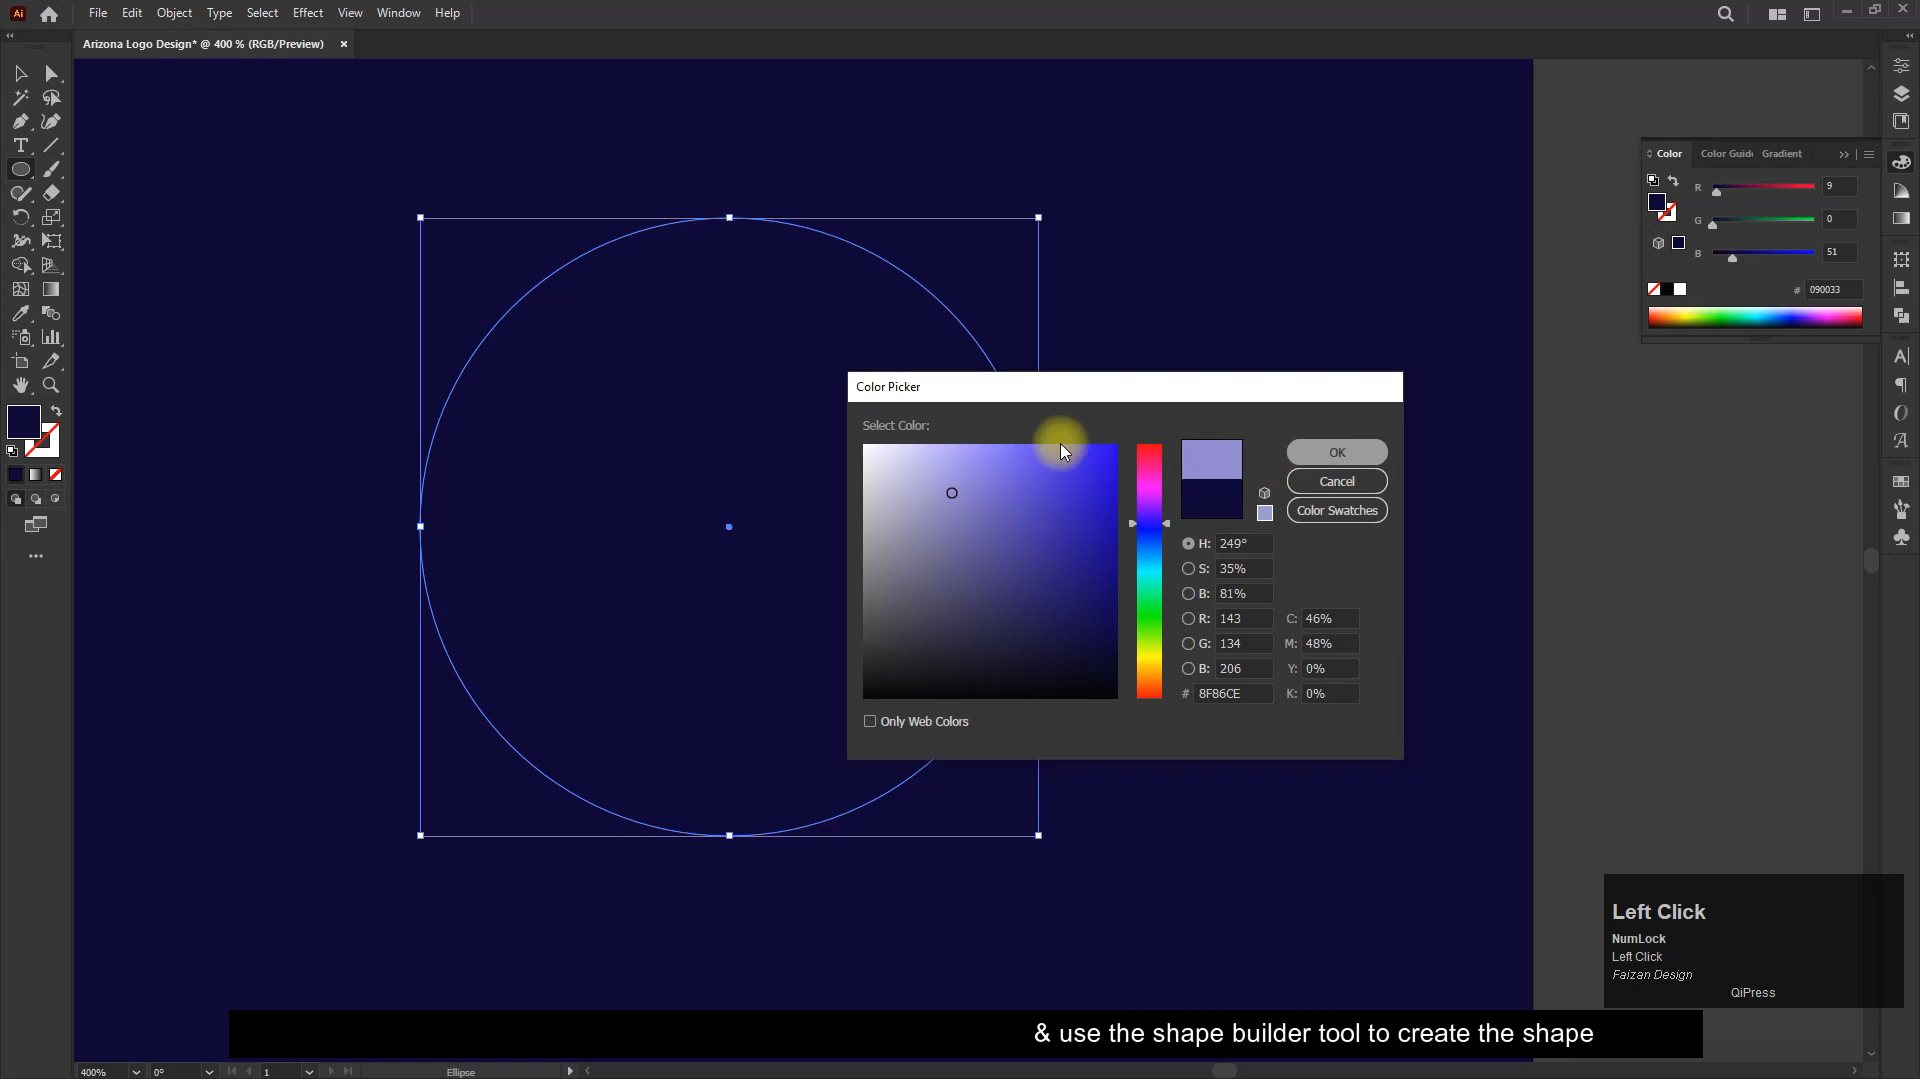 Ai File Edit Object Type Select Effect View Window Help
Arizona Logo Design* @ 400 % (RGB/Preview) ×
Color Color Guide Gradient
R 9
G 0
B 51
# 090033
Color Picker
Select Color:
OK
Cancel
Color Swatches
H: 249°
S: 35%
B: 81%
R: 143 C: 46%
G: 134 M: 48%
B: 206 Y: 0%
# 8F86CE K: 0%
Only Web Colors
Left Click
NumLock
Left Click
Faizan Design
QiPress
& use the shape builder tool to create the shape
400% 0° 1 Ellipse